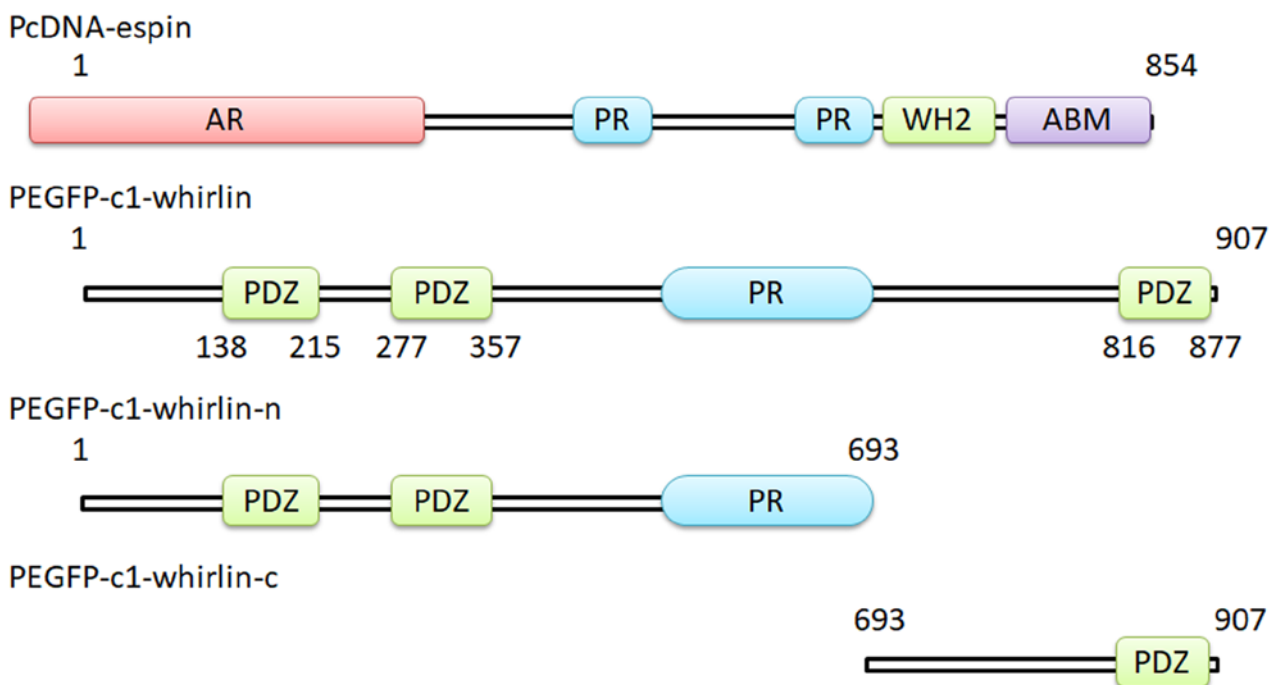 PcDNA-espin
1 854
AR PR PR WH2 ABM
PEGFP-c1-whirlin
1 907
PDZ PDZ PR PDZ
138 215 277 357 816 877
PEGFP-c1-whirlin-n
1 693
PDZ PDZ PR
PEGFP-c1-whirlin-c
693 907
PDZ